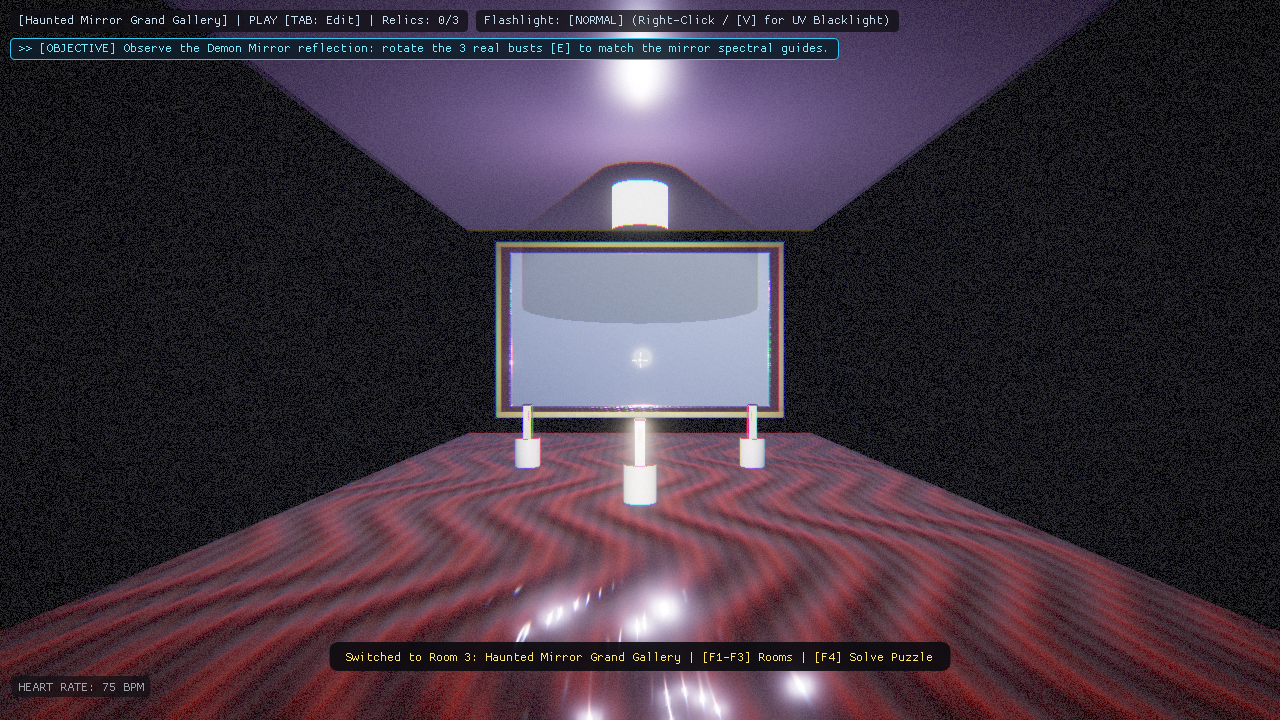 [Haunted Mirror Grand Gallery] | PLAY [TAB: Edit] | Relics: 0/3
Flashlight: [NORMAL] (Right-Click / [V] for UV Blacklight)
>> [OBJECTIVE] Observe the Demon Mirror reflection: rotate the 3 real busts [E] to match the mirror spectral guides.
Switched to Room 3: Haunted Mirror Grand Gallery | [F1-F3] Rooms | [F4] Solve Puzzle
HEART RATE: 75 BPM